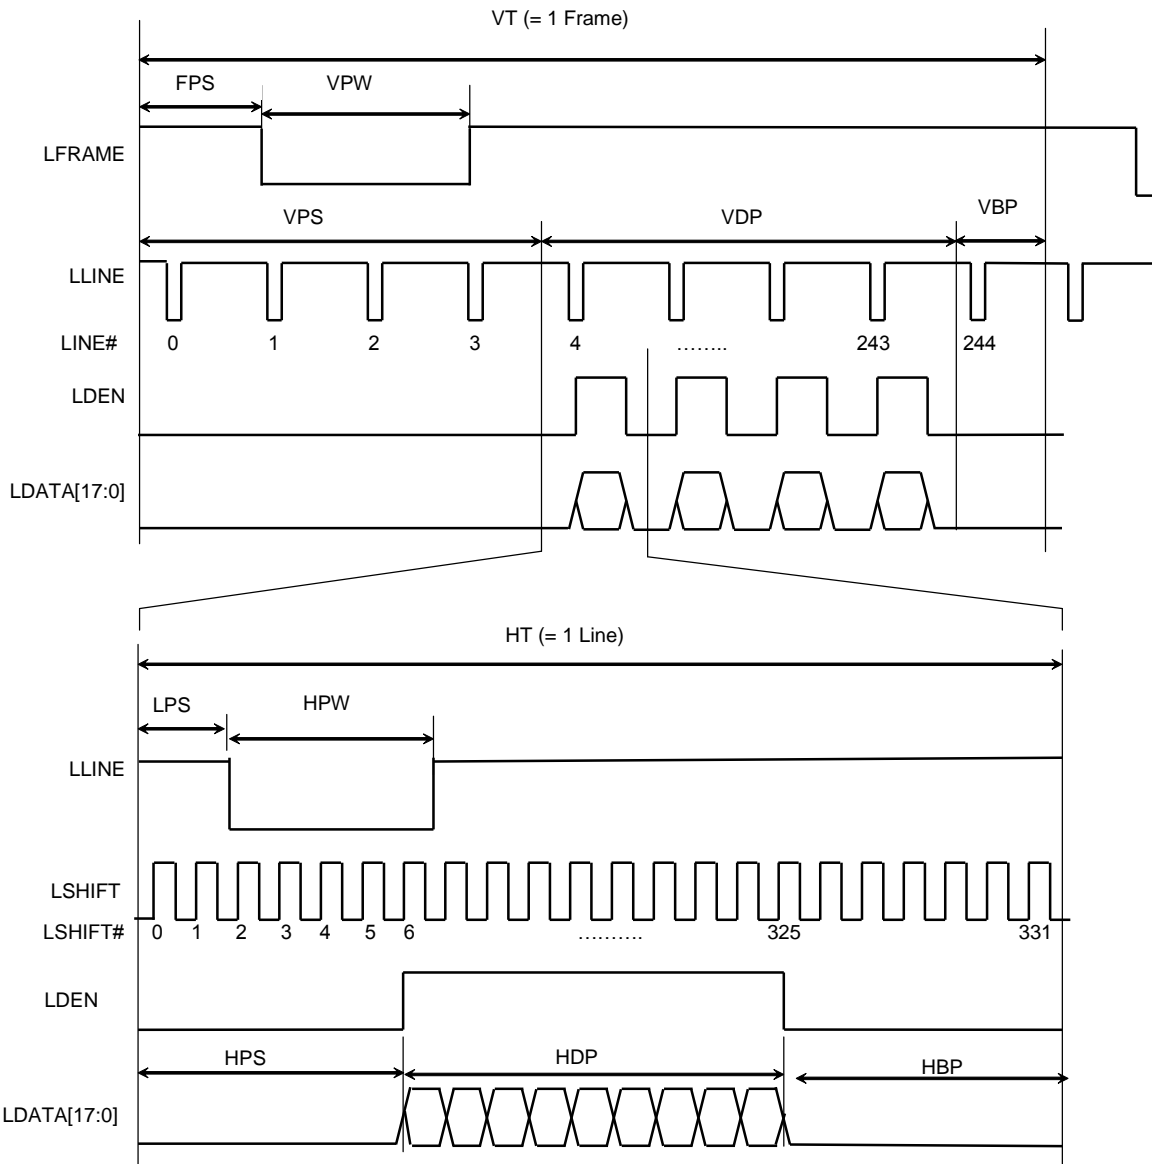 VT (= 1 Frame)
FPS
VPW
LFRAME
VPS
VDP
VBP
LLINE
LINE# 0 1 2 3 4 ........ 243 244
LDEN
LDATA[17:0]
HT (= 1 Line)
LPS
HPW
LLINE
LSHIFT
LSHIFT# 0 1 2 3 4 5 6 .......... 325 331
LDEN
HPS
HDP
HBP
LDATA[17:0]